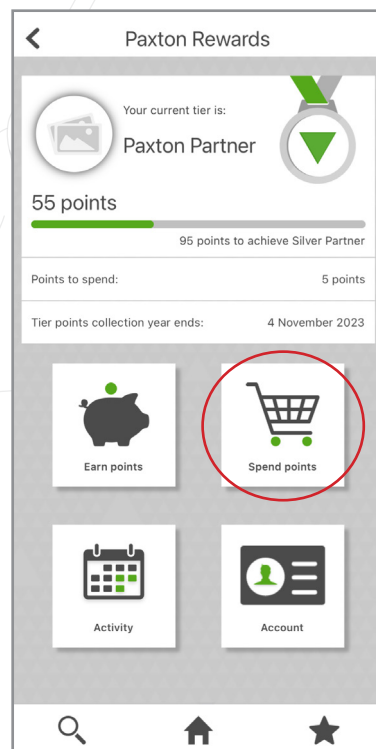 Paxton Rewards
Your current tier is:
Paxton Partner
55 points
95 points to achieve Silver Partner
Points to spend: 5 points
Tier points collection year ends: 4 November 2023
Earn points Spend points
Activity Account